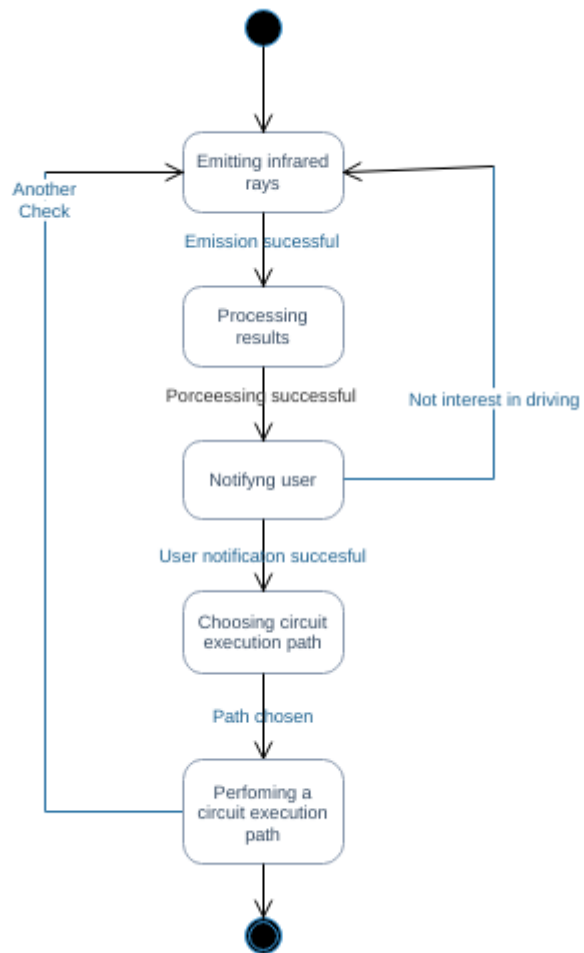 Emitting infrared
rays
Another
Check
Emission sucessful
Processing
results
Porceessing successful
Not interest in driving
Notifyng user
User notificaton succesful
Choosing circuit
execution path
Path chosen
Perfoming a
circuit execution
path